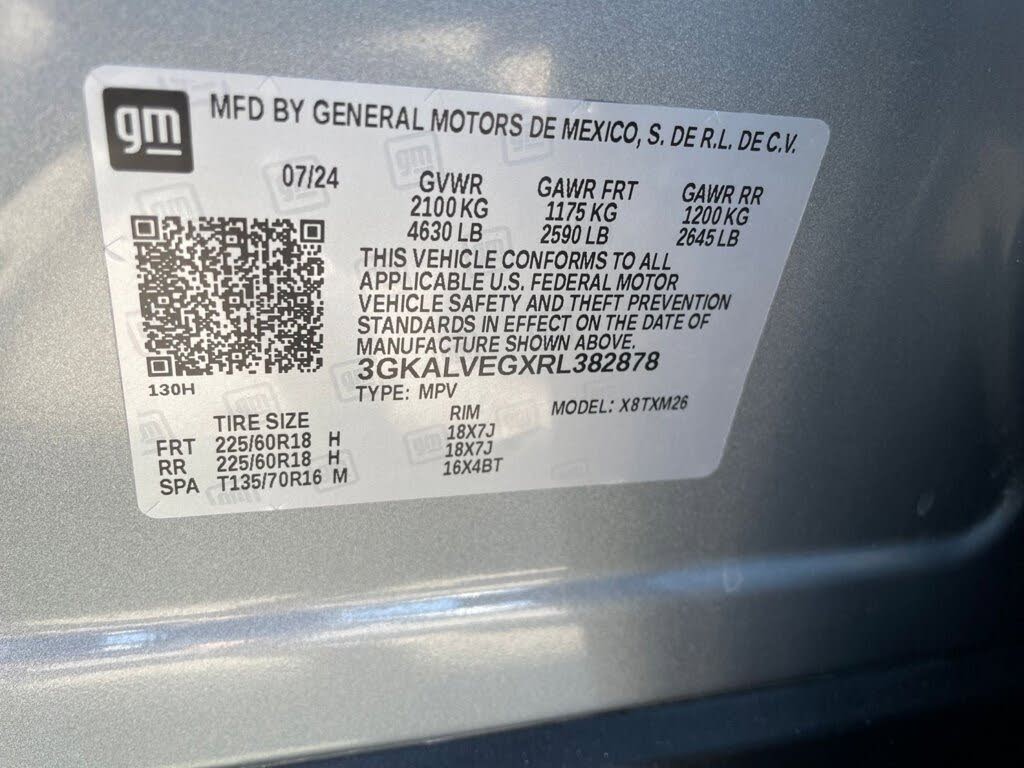 gm MFD BY GENERAL MOTORS DE MEXICO, S. DE R.L. DE C.V.
07/24 GVWR GAWR FRT GAWR RR
2100 KG 1175 KG 1200 KG
4630 LB 2590 LB 2645 LB
THIS VEHICLE CONFORMS TO ALL
APPLICABLE U.S. FEDERAL MOTOR
VEHICLE SAFETY AND THEFT PREVENTION
STANDARDS IN EFFECT ON THE DATE OF
MANUFACTURE SHOWN ABOVE.
3GKALVEGXRL382878
130H TYPE: MPV MODEL: X8TXM26
TIRE SIZE RIM
FRT 225/60R18 H 18X7J
RR 225/60R18 H 18X7J
SPA T135/70R16 M 16X4BT